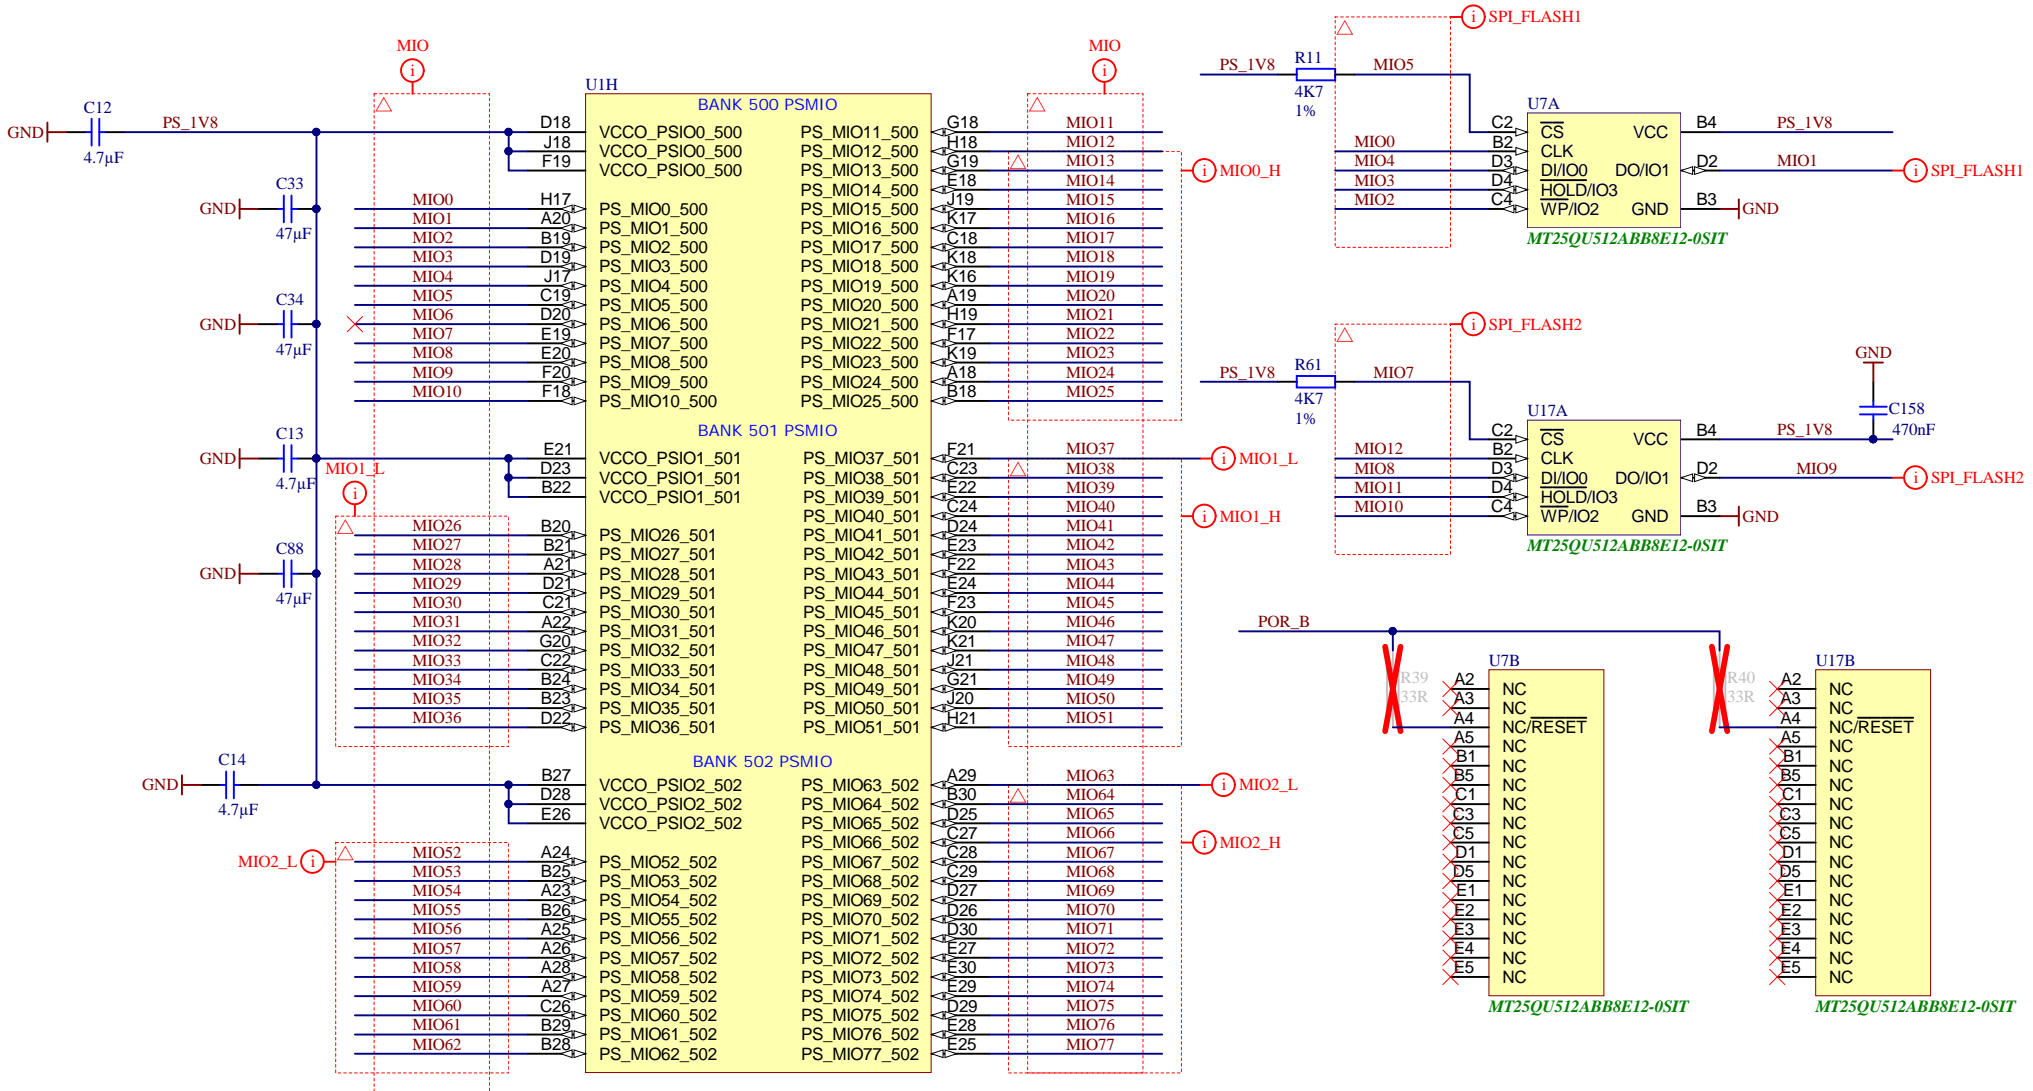 MIO
MIO
SPI_FLASH1
C12
GND
PS_1V8
4.7µF
C33
GND
47µF
C34
GND
47µF
C13
GND
4.7µF
C88
GND
47µF
C14
GND
4.7µF
MIO1_L
MIO2_L
U1H
BANK 500 PSMIO
D18 VCCO_PSIO0_500 PS_MIO11_500 G18 MIO11
J18 VCCO_PSIO0_500 PS_MIO12_500 H18 MIO12
F19 VCCO_PSIO0_500 PS_MIO13_500 G19 MIO13
PS_MIO14_500 E18 MIO14
MIO0 H17 PS_MIO0_500 PS_MIO15_500 J19 MIO15
MIO1 A20 PS_MIO1_500 PS_MIO16_500 K17 MIO16
MIO2 B19 PS_MIO2_500 PS_MIO17_500 C18 MIO17
MIO3 D19 PS_MIO3_500 PS_MIO18_500 K18 MIO18
MIO4 J17 PS_MIO4_500 PS_MIO19_500 K16 MIO19
MIO5 C19 PS_MIO5_500 PS_MIO20_500 A19 MIO20
MIO6 D20 PS_MIO6_500 PS_MIO21_500 H19 MIO21
MIO7 E19 PS_MIO7_500 PS_MIO22_500 F17 MIO22
MIO8 E20 PS_MIO8_500 PS_MIO23_500 K19 MIO23
MIO9 F20 PS_MIO9_500 PS_MIO24_500 A18 MIO24
MIO10 F18 PS_MIO10_500 PS_MIO25_500 B18 MIO25
MIO0_H
BANK 501 PSMIO
E21 VCCO_PSIO1_501 PS_MIO37_501 F21 MIO37 MIO1_L
D23 VCCO_PSIO1_501 PS_MIO38_501 C23 MIO38
B22 VCCO_PSIO1_501 PS_MIO39_501 E22 MIO39
PS_MIO40_501 C24 MIO40 MIO1_H
MIO26 B20 PS_MIO26_501 PS_MIO41_501 D24 MIO41
MIO27 B21 PS_MIO27_501 PS_MIO42_501 E23 MIO42
MIO28 A21 PS_MIO28_501 PS_MIO43_501 F22 MIO43
MIO29 D21 PS_MIO29_501 PS_MIO44_501 E24 MIO44
MIO30 C21 PS_MIO30_501 PS_MIO45_501 F23 MIO45
MIO31 A22 PS_MIO31_501 PS_MIO46_501 K20 MIO46
MIO32 G20 PS_MIO32_501 PS_MIO47_501 K21 MIO47
MIO33 C22 PS_MIO33_501 PS_MIO48_501 J21 MIO48
MIO34 B24 PS_MIO34_501 PS_MIO49_501 G21 MIO49
MIO35 B23 PS_MIO35_501 PS_MIO50_501 J20 MIO50
MIO36 D22 PS_MIO36_501 PS_MIO51_501 H21 MIO51
BANK 502 PSMIO
B27 VCCO_PSIO2_502 PS_MIO63_502 A29 MIO63 MIO2_L
D28 VCCO_PSIO2_502 PS_MIO64_502 B30 MIO64
E26 VCCO_PSIO2_502 PS_MIO65_502 D25 MIO65
PS_MIO66_502 C27 MIO66 MIO2_H
MIO52 A24 PS_MIO52_502 PS_MIO67_502 C28 MIO67
MIO53 B25 PS_MIO53_502 PS_MIO68_502 C29 MIO68
MIO54 A23 PS_MIO54_502 PS_MIO69_502 D27 MIO69
MIO55 B26 PS_MIO55_502 PS_MIO70_502 D26 MIO70
MIO56 A25 PS_MIO56_502 PS_MIO71_502 D30 MIO71
MIO57 A26 PS_MIO57_502 PS_MIO72_502 E27 MIO72
MIO58 A28 PS_MIO58_502 PS_MIO73_502 E30 MIO73
MIO59 A27 PS_MIO59_502 PS_MIO74_502 E29 MIO74
MIO60 C26 PS_MIO60_502 PS_MIO75_502 D29 MIO75
MIO61 B29 PS_MIO61_502 PS_MIO76_502 E28 MIO76
MIO62 B28 PS_MIO62_502 PS_MIO77_502 E25 MIO77
PS_1V8 R11 MIO5
4K7
1%
U7A
C2 CS VCC B4 PS_1V8
MIO0 B2 CLK
MIO4 D3 DI/IO0 DO/IO1 D2 MIO1 SPI_FLASH1
MIO3 D4 HOLD/IO3
MIO2 C4 WP/IO2 GND B3 GND
MT25QU512ABB8E12-0SIT
SPI_FLASH2
PS_1V8 R61 MIO7
4K7
1%
GND
C158
470nF
U17A
C2 CS VCC B4 PS_1V8
MIO12 B2 CLK
MIO8 D3 DI/IO0 DO/IO1 D2 MIO9 SPI_FLASH2
MIO11 D4 HOLD/IO3
MIO10 C4 WP/IO2 GND B3 GND
MT25QU512ABB8E12-0SIT
POR_B
R39
33R
U7B
A2 NC
A3 NC
A4 NC/RESET
A5 NC
B1 NC
B5 NC
C1 NC
C3 NC
C5 NC
D1 NC
D5 NC
E1 NC
E2 NC
E3 NC
E4 NC
E5 NC
MT25QU512ABB8E12-0SIT
R40
33R
U17B
A2 NC
A3 NC
A4 NC/RESET
A5 NC
B1 NC
B5 NC
C1 NC
C3 NC
C5 NC
D1 NC
D5 NC
E1 NC
E2 NC
E3 NC
E4 NC
E5 NC
MT25QU512ABB8E12-0SIT